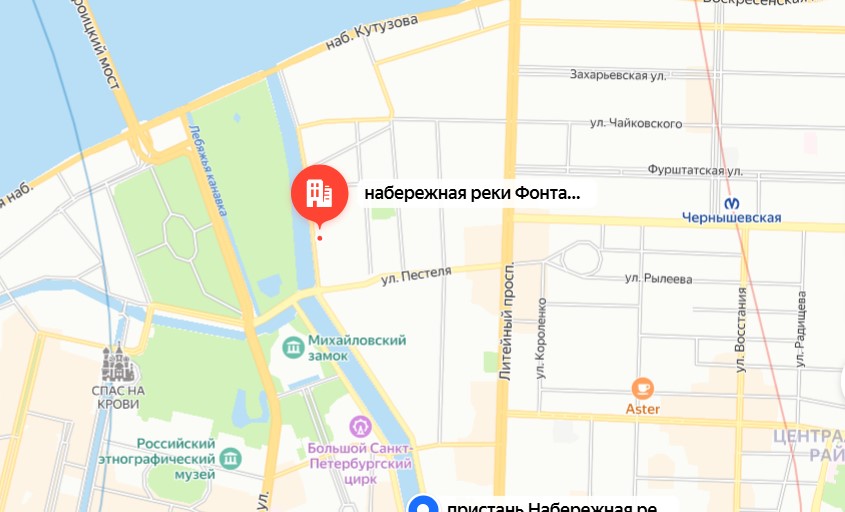 Воскресенская
роицкий мост
наб. Кутузова
Захарьевская ул.
ул. Чайковского
Лебяжья канавка
Фурштатская ул.
набережная реки Фонта...
я наб.
Чернышевская
ул. Пестеля
ул. Рылеева
Литейный просп.
ул. Короленко
ул. Восстания
ул. Радищева
Михайловский
замок
СПАС НА
КРОВИ
Aster
Большой Санкт-
Петербургский
цирк
Российский
этнографический
музей
ЦЕНТРА
РАЙ
ул.
пристань Набережная ре...